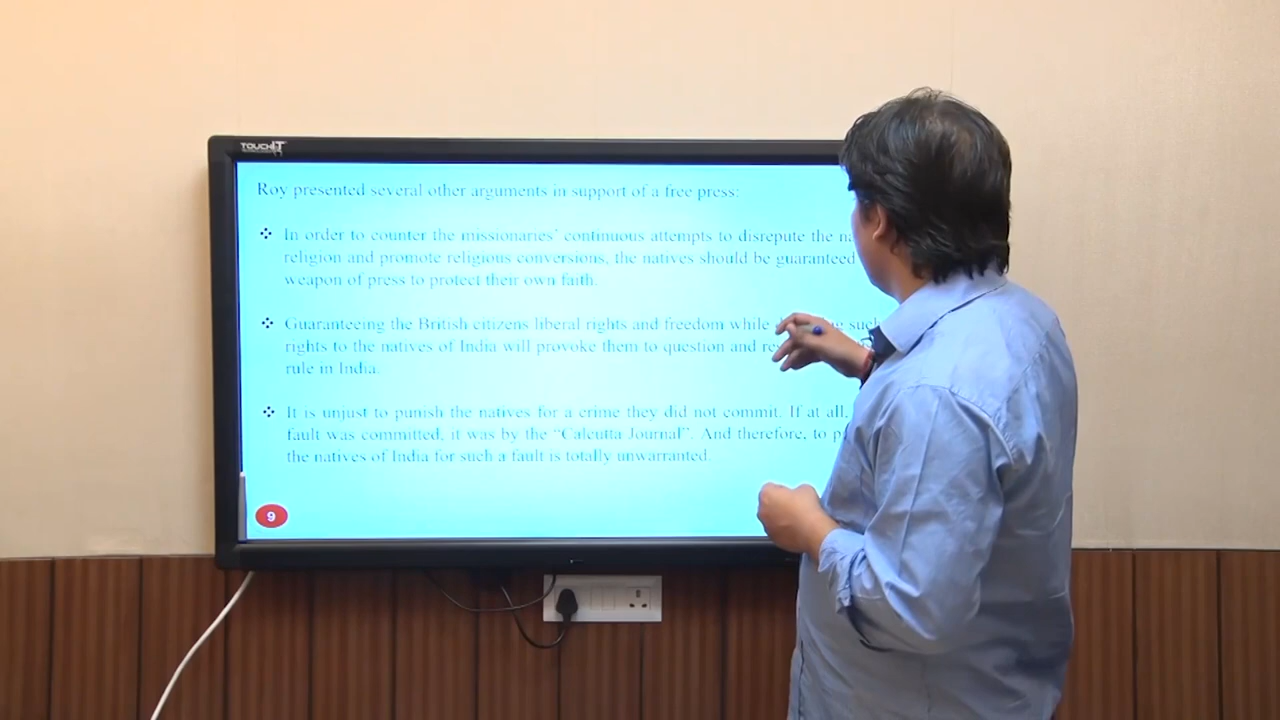 TOUCHIT
Roy presented several other arguments in support of a free press:
❖ In order to counter the missionaries' continuous attempts to disrepute the
religion and promote religious conversions, the natives should be guaranteed
weapon of press to protect their own faith.
❖ Guaranteeing the British citizens liberal rights and freedom while such
rights to the natives of India will provoke them to question and
rule in India.
❖ It is unjust to punish the natives for a crime they did not commit. If at all,
fault was committed, it was by the "Calcutta Journal". And therefore, to
the natives of India for such a fault is totally unwarranted.
9